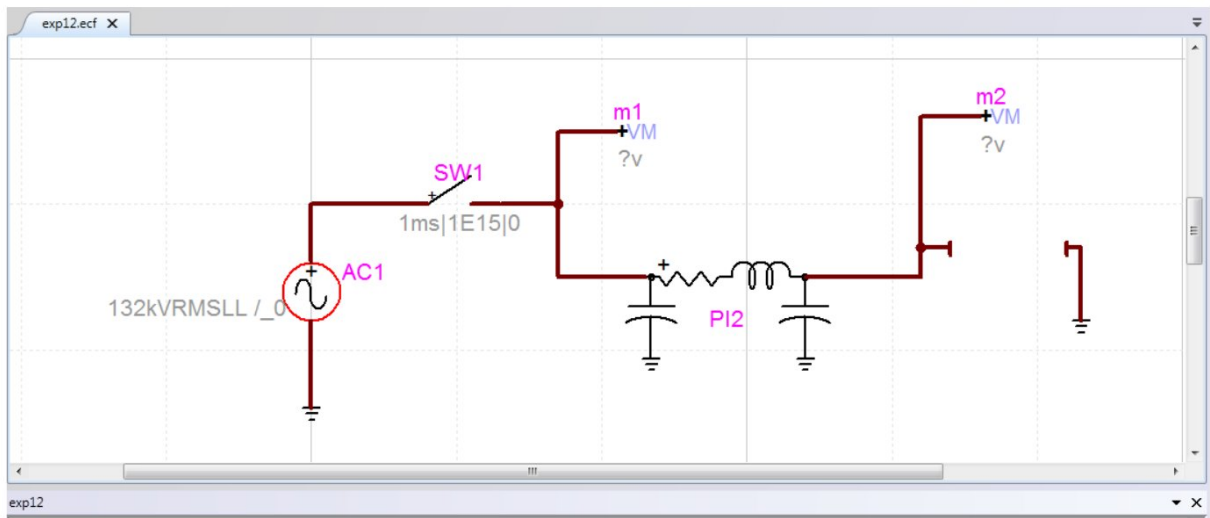 exp12.ecf
m1
+VM
?v
m2
+VM
?v
SW1
+
1ms|1E15|0
+
AC1
132kVRMSLL /_0
+
PI2
exp12